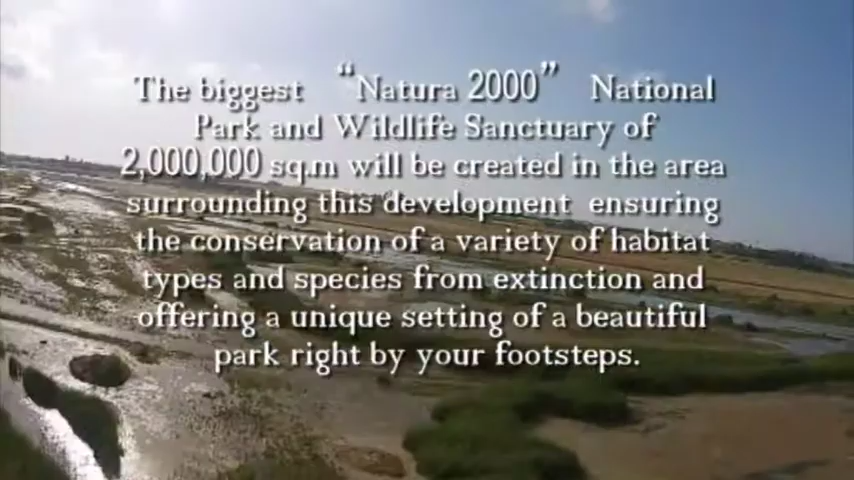 The biggest “Natura 2000” National
Park and Wildlife Sanctuary of
2,000,000 sq.m will be created in the area
surrounding this development ensuring
the conservation of a variety of habitat
types and species from extinction and
offering a unique setting of a beautiful
park right by your footsteps.